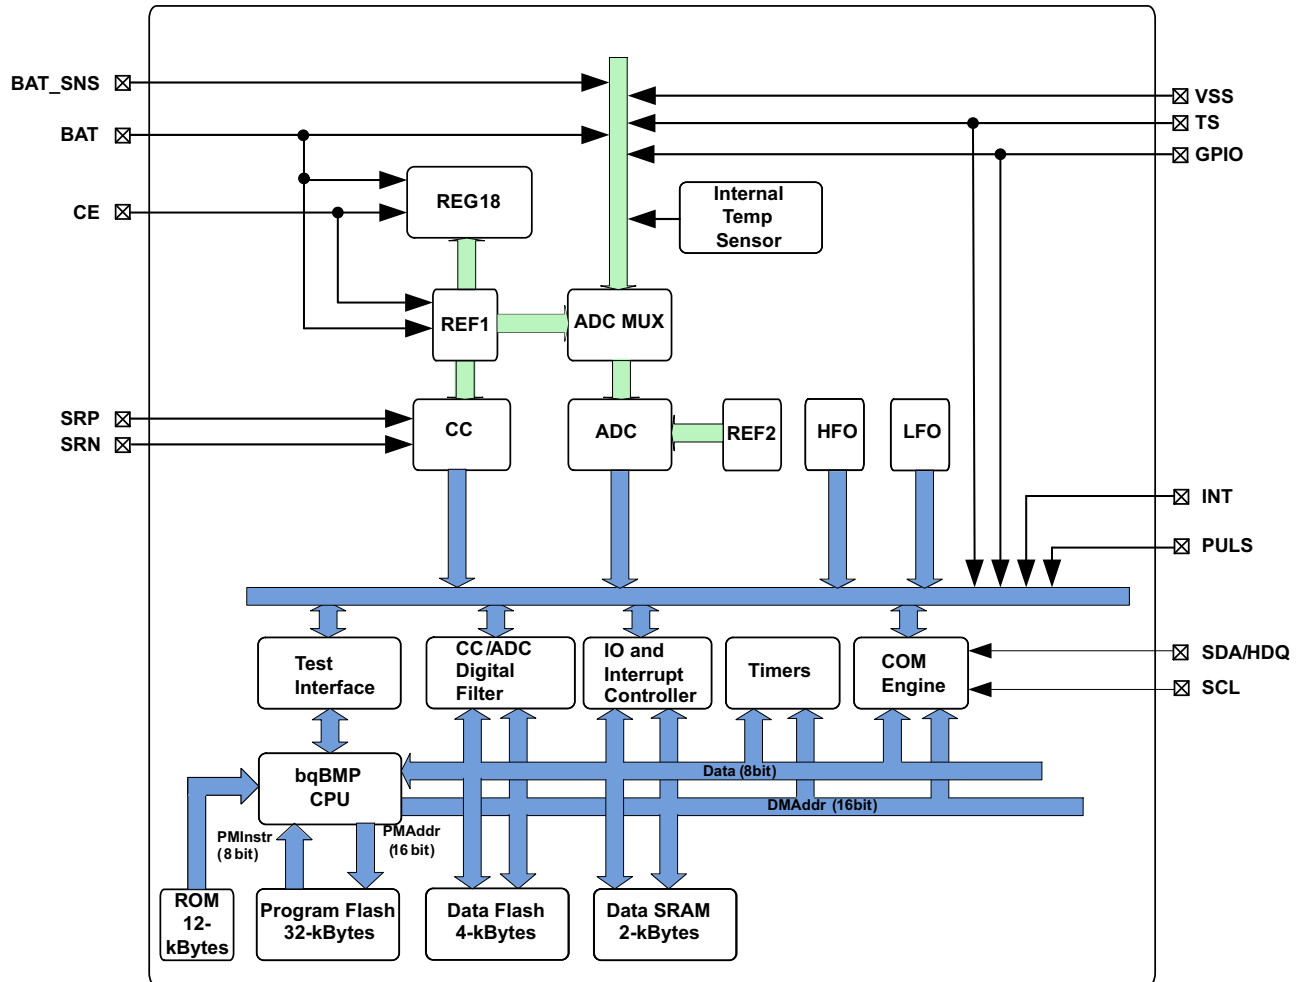 BAT_SNS
VSS
TS
BAT
GPIO
REG18
Internal
Temp
Sensor
CE
REF1
ADC MUX
SRP
SRN
CC
ADC
REF2
HFO
LFO
INT
PULS
Test
Interface
CC/ADC
Digital
Filter
IO and
Interrupt
Controller
Timers
COM
Engine
SDA/HDQ
SCL
bqBMP
CPU
Data (8bit)
DMAddr (16bit)
PMInstr
(8 bit)
PMAddr
(16 bit)
ROM
12-
kBytes
Program Flash
32-kBytes
Data Flash
4-kBytes
Data SRAM
2-kBytes